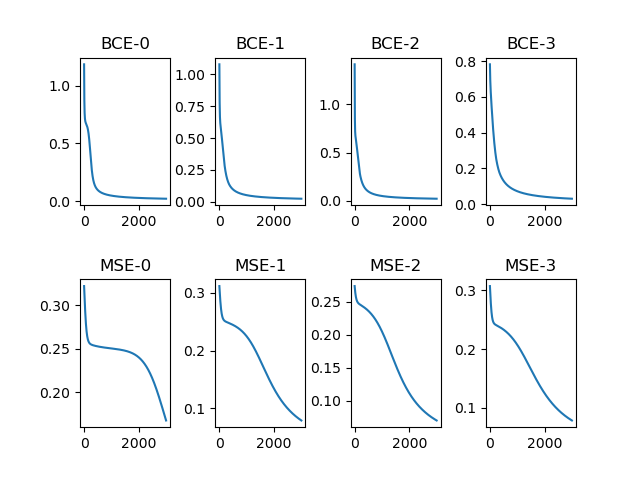 BCE-0 BCE-1 BCE-2 BCE-3
1.0 0.5 0.0 0 2000
1.00 0.75 0.50 0.25 0.00 0 2000
1.0 0.5 0.0 0 2000
0.8 0.6 0.4 0.2 0.0 0 2000
MSE-0 MSE-1 MSE-2 MSE-3
0.30 0.25 0.20 0 2000
0.3 0.2 0.1 0 2000
0.25 0.20 0.15 0.10 0 2000
0.3 0.2 0.1 0 2000